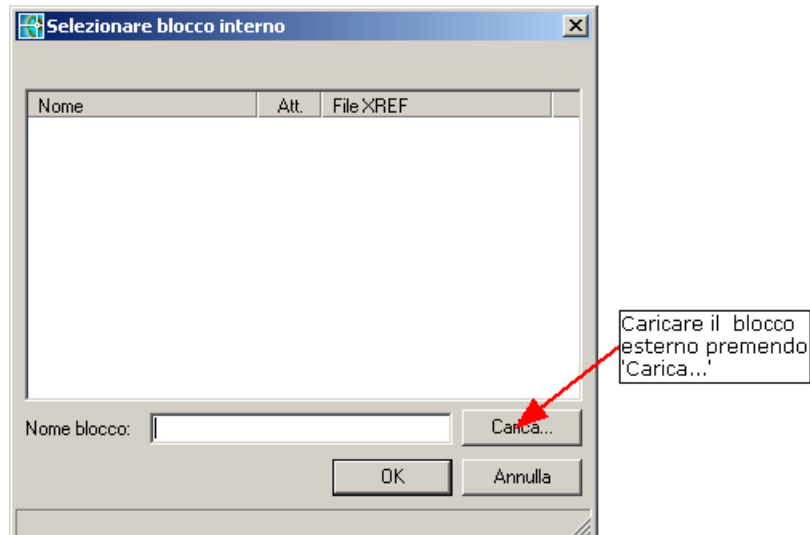 Selezionare blocco interno
Nome Att. File XREF
Caricare il blocco
esterno premendo
'Carica...'
Nome blocco: Carica...
OK Annulla